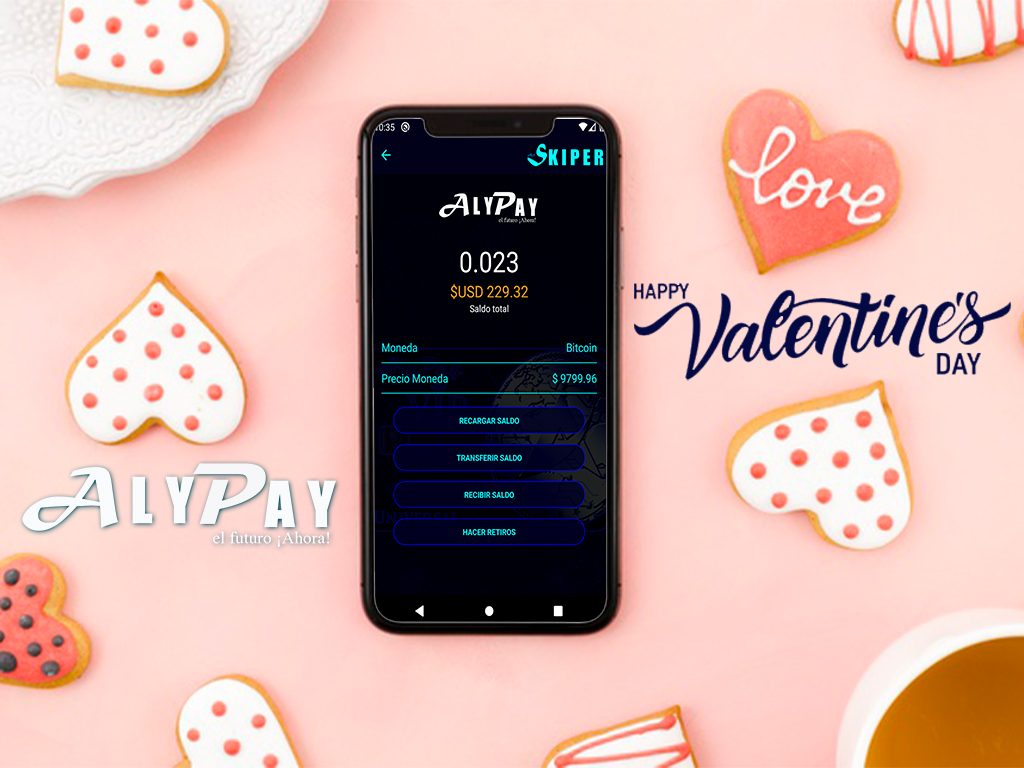 10:35
SKIPER
ALYPAY
el futuro ¡Ahora!
0.023
$USD 229.32
Saldo total
Moneda Bitcoin
Precio Moneda $ 9799.96
RECARGAR SALDO
TRANSFERIR SALDO
RECIBIR SALDO
HACER RETIROS
love
HAPPY
Valentine's
DAY
ALYPAY
el futuro ¡Ahora!